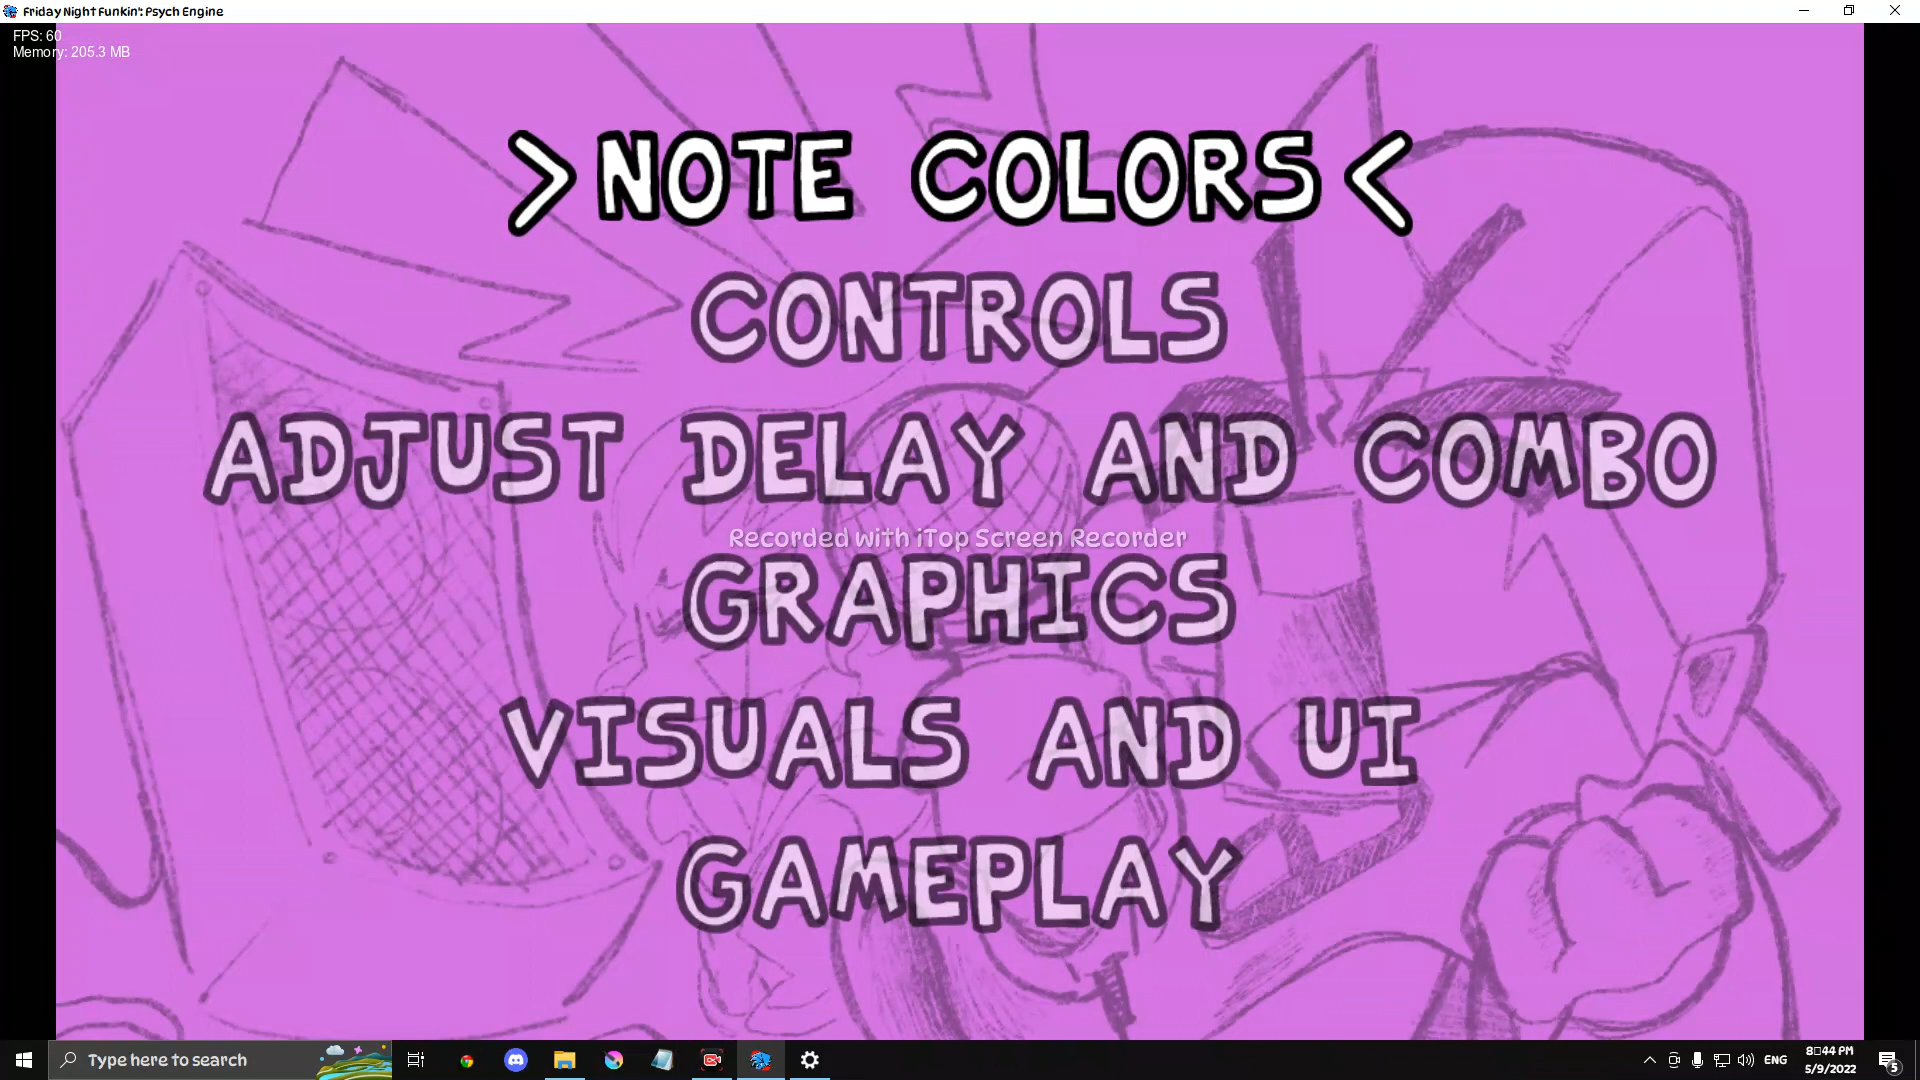 Friday Night Funkin': Psych Engine
FPS: 60
Memory: 205.3 MB
>NOTE COLORS<
CONTROLS
ADJUST DELAY AND COMBO
Recorded with iTop Screen Recorder
GRAPHICS
VISUALS AND UI
GAMEPLAY
Type here to search
ENG
8□44 PM
5/9/2022
5